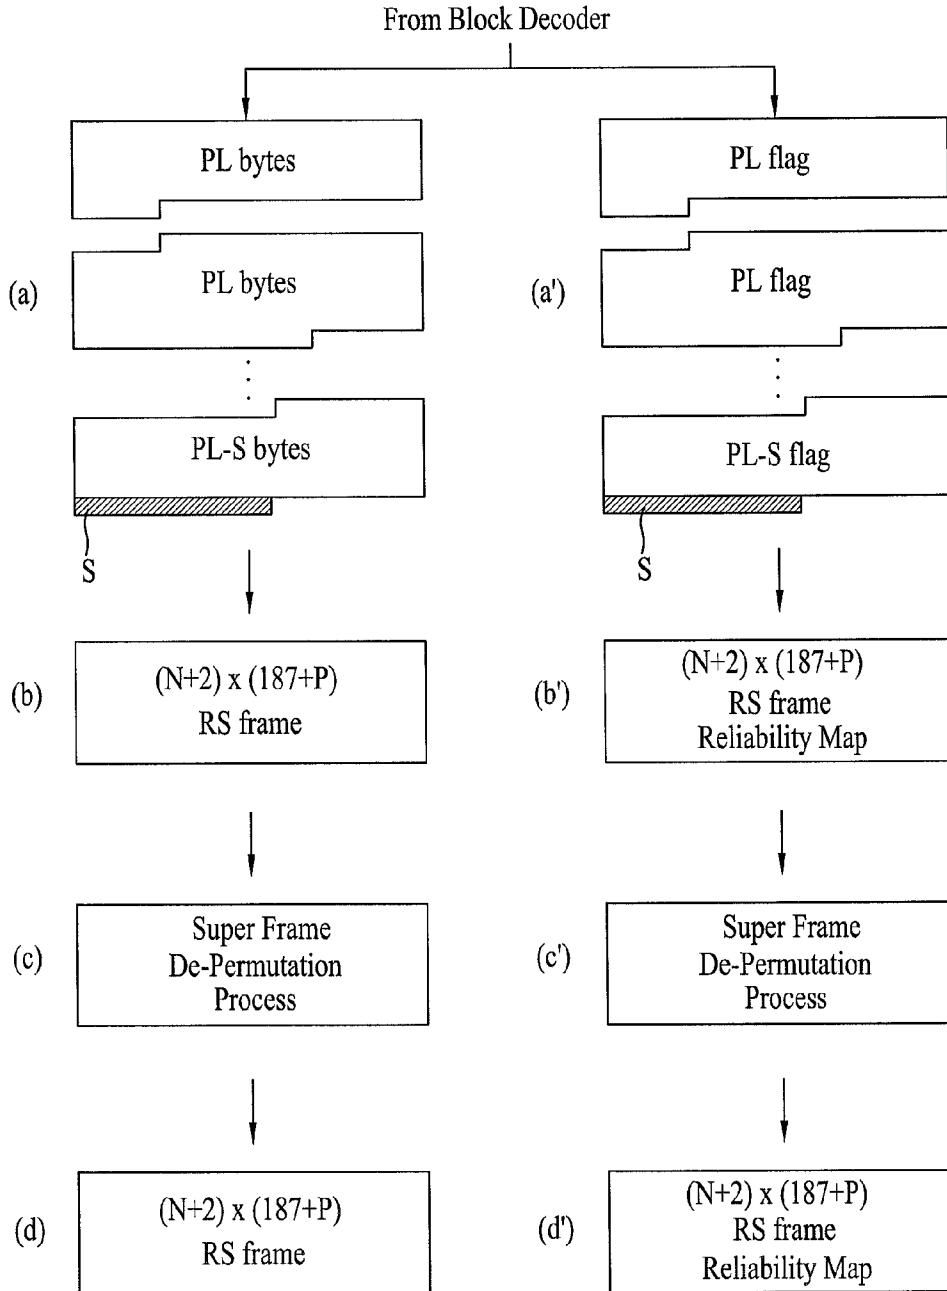 From Block Decoder
PL bytes
PL flag
(a)
PL bytes
(a')
PL flag
PL-S bytes
PL-S flag
S
S
(b)
(N+2) x (187+P)
RS frame
(b')
(N+2) x (187+P)
RS frame
Reliability Map
(c)
Super Frame
De-Permutation
Process
(c')
Super Frame
De-Permutation
Process
(d)
(N+2) x (187+P)
RS frame
(d')
(N+2) x (187+P)
RS frame
Reliability Map